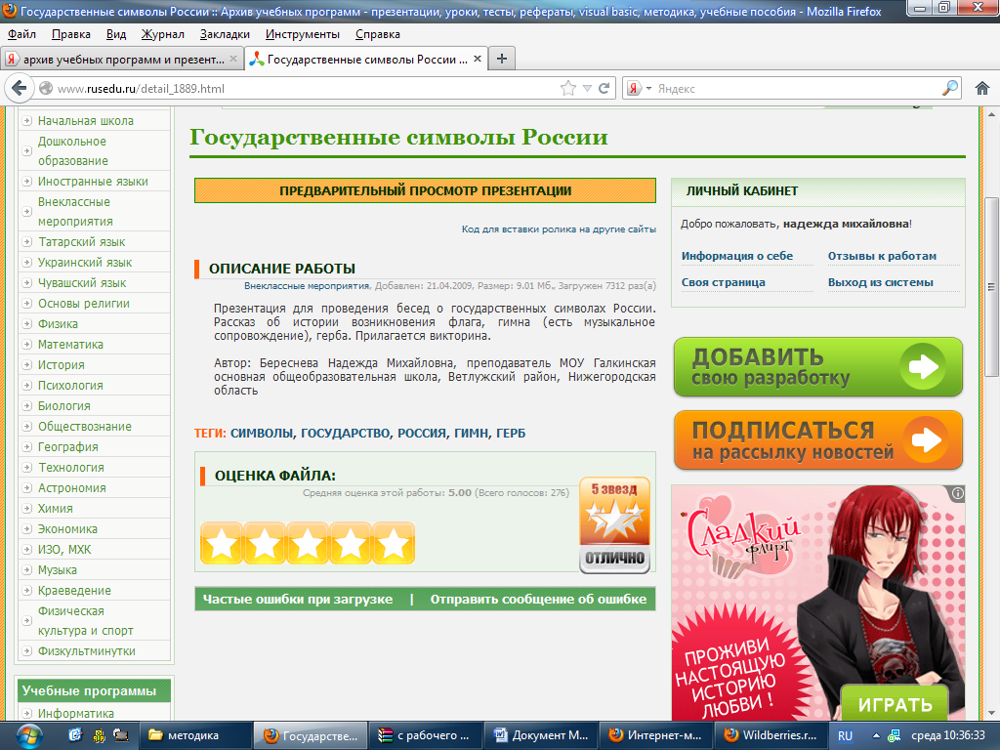 Государственные символы России :: Архив учебных программ - презентации, уроки, тесты, рефераты, visual basic, методика, учебные пособия - Mozilla Firefox
Файл Правка Вид Журнал Закладки Инструменты Справка
архив учебных программ и презент...
Государственные символы России ...
www.rusedu.ru/detail_1889.html
Яндекс
Начальная школа
Дошкольное
образование
Иностранные языки
Внеклассные
мероприятия
Татарский язык
Украинский язык
Чувашский язык
Основы религии
Физика
Математика
История
Психология
Биология
Обществознание
География
Технология
Астрономия
Химия
Экономика
ИЗО, МХК
Музыка
Краеведение
Физическая
культура и спорт
Физкультминутки
Учебные программы
Информатика
Государственные символы России
ПРЕДВАРИТЕЛЬНЫЙ ПРОСМОТР ПРЕЗЕНТАЦИИ
Код для вставки ролика на другие сайты
ОПИСАНИЕ РАБОТЫ
Внеклассные мероприятия, Добавлен: 21.04.2009, Размер: 9.01 Мб., Загружен 7312 раз(а)
Презентация для проведения бесед о государственных символах России.
Рассказ об истории возникновения флага, гимна (есть музыкальное
сопровождение), герба. Прилагается викторина.
Автор: Береснева Надежда Михайловна, преподаватель МОУ Галкинская
основная общеобразовательная школа, Ветлужский район, Нижегородская
область
ТЕГИ: СИМВОЛЫ, ГОСУДАРСТВО, РОССИЯ, ГИМН, ГЕРБ
ОЦЕНКА ФАЙЛА:
Средняя оценка этой работы: 5.00 (Всего голосов: 276)
5 ЗВЕЗД
ОТЛИЧНО
Частые ошибки при загрузке | Отправить сообщение об ошибке
ЛИЧНЫЙ КАБИНЕТ
Добро пожаловать, надежда михайловна!
Информация о себе Отзывы к работам
Своя страница Выход из системы
ДОБАВИТЬ
свою разработку
ПОДПИСАТЬСЯ
на рассылку новостей
Сладкий
флирт
ПРОЖИВИ
НАСТОЯЩУЮ
ИСТОРИЮ
ЛЮБВИ !
ИГРАТЬ
методика
Государстве...
с рабочего ...
Документ M...
Интернет-м...
Wildberries.r...
RU
среда 10:36:33